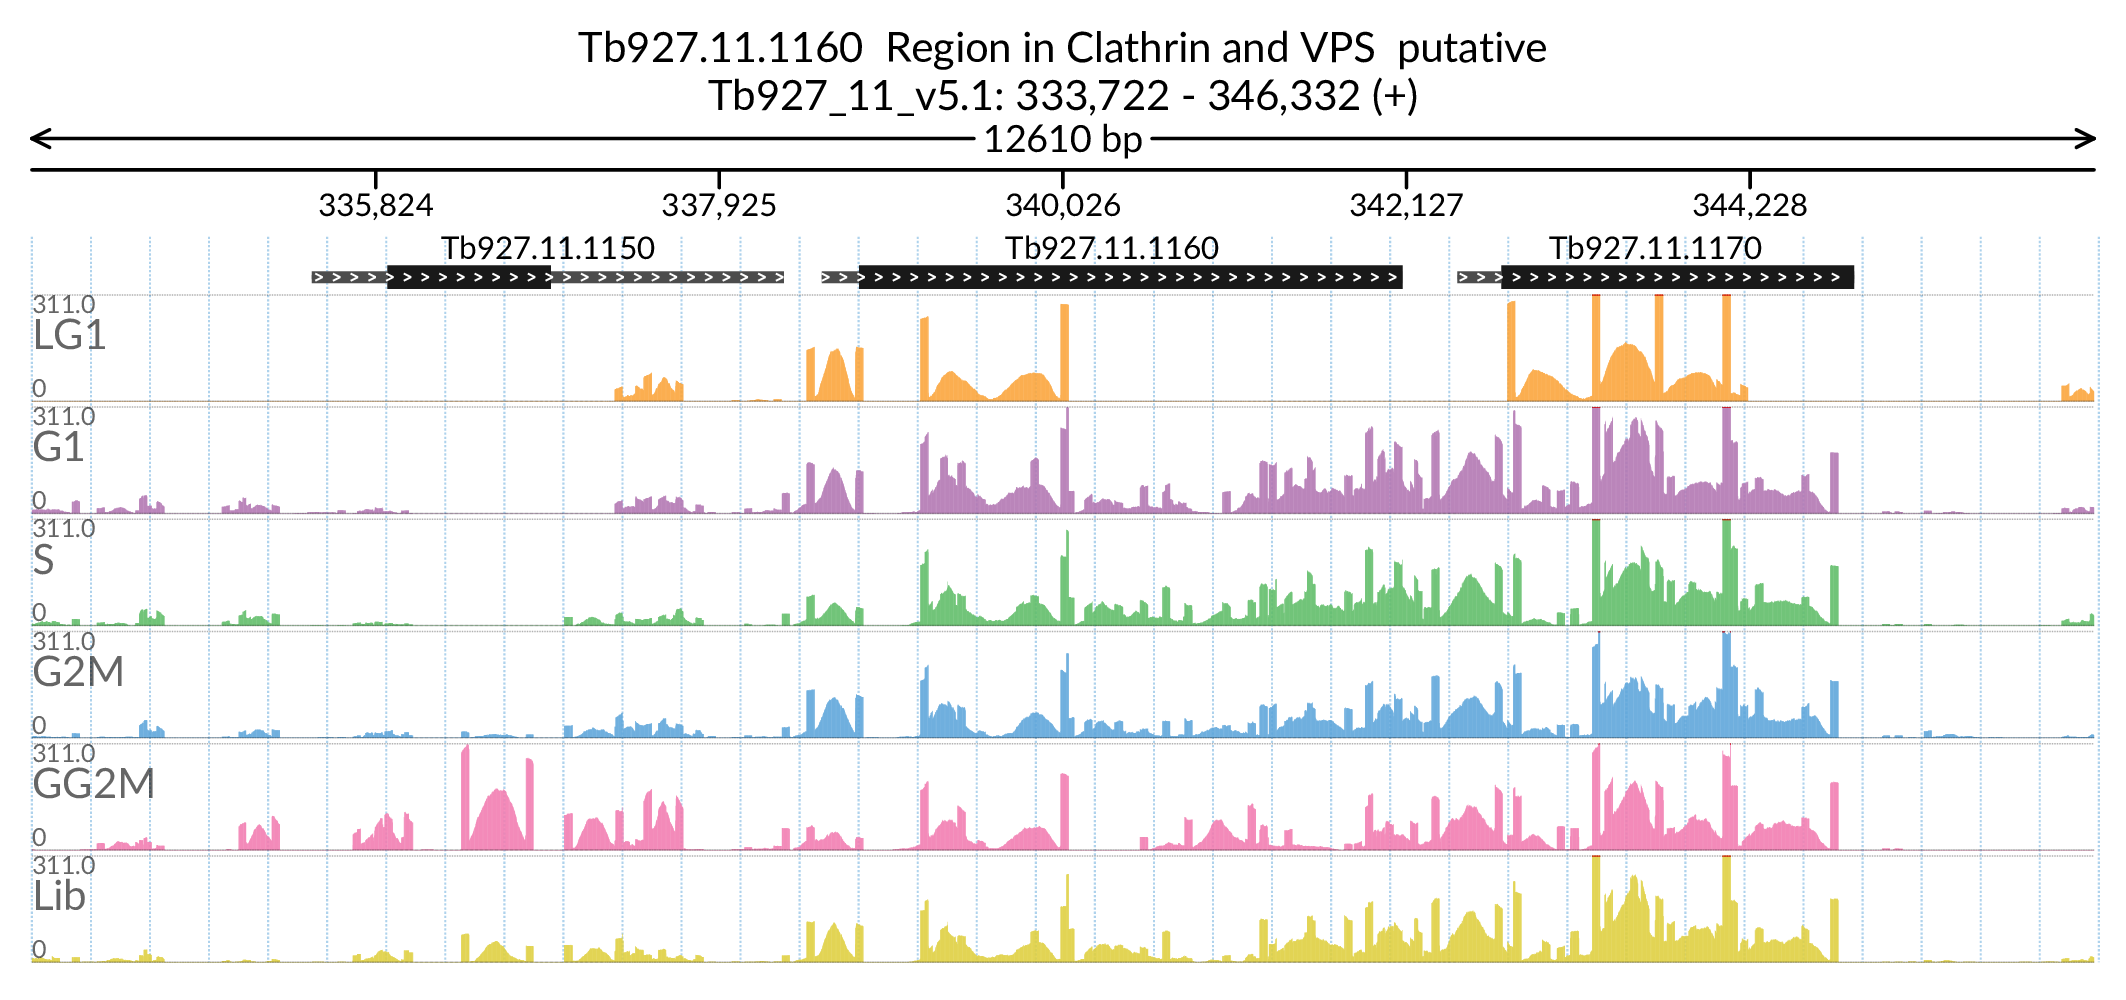 Tb927.11.1160  Region in Clathrin and VPS  putative
Tb927_11_v5.1: 333,722 - 346,332 (+)
12610 bp
335,824 337,925 340,026 342,127 344,228
Tb927.11.1150 Tb927.11.1160 Tb927.11.1170
311.0
LG1
0
311.0
G1
0
311.0
S
0
311.0
G2M
0
311.0
GG2M
0
311.0
Lib
0